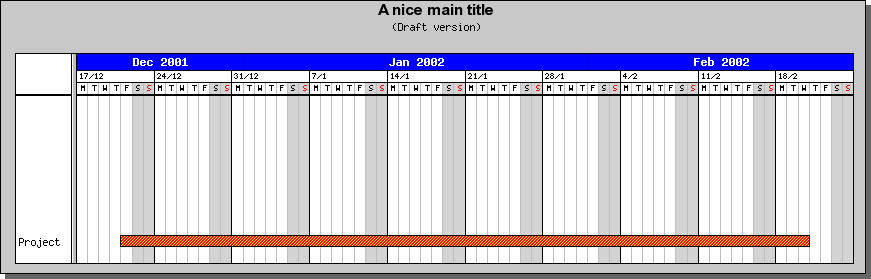 A nice main title
(Draft version)
Dec 2001 Jan 2002 Feb 2002
17/12 24/12 31/12 7/1 14/1 21/1 28/1 4/2 11/2 18/2
M T W T F S S M T W T F S S M T W T F S S M T W T F S S M T W T F S S M T W T F S S M T W T F S S M T W T F S S M T W T F S S M T W T F S S
Project